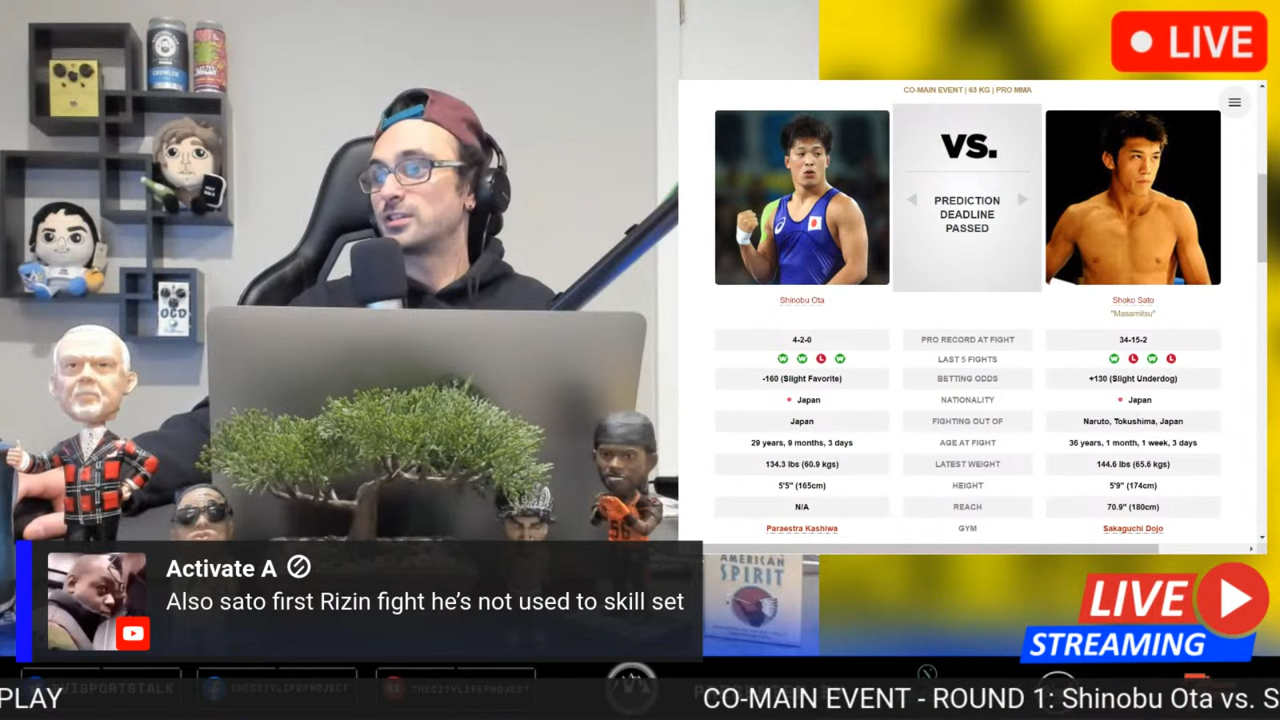 LIVE
CO-MAIN EVENT | 63 KG | PRO MMA
VS.
PREDICTION
DEADLINE
PASSED
Shinobu Ota
Shoko Sato
"Masamitsu"
4-2-0 PRO RECORD AT FIGHT 34-15-2
W W L W LAST 5 FIGHTS W L W L
-160 (Slight Favorite) BETTING ODDS +130 (Slight Underdog)
Japan NATIONALITY Japan
Japan FIGHTING OUT OF Naruto, Tokushima, Japan
29 years, 9 months, 3 days AGE AT FIGHT 36 years, 1 month, 1 week, 3 days
134.3 lbs (60.9 kgs) LATEST WEIGHT 144.6 lbs (65.6 kgs)
5'5" (165cm) HEIGHT 5'9" (174cm)
N/A REACH 70.9" (180cm)
Paraestra Kashiwa GYM Sakaguchi Dojo
OCD
CRAWLER
Activate A
Also sato first Rizin fight he's not used to skill set
AMERICAN
SPIRIT
LIVE
STREAMING
THECITYLIFEPROJECT
THECITYLIFEPROJECT
PLAY
CO-MAIN EVENT - ROUND 1: Shinobu Ota vs. S